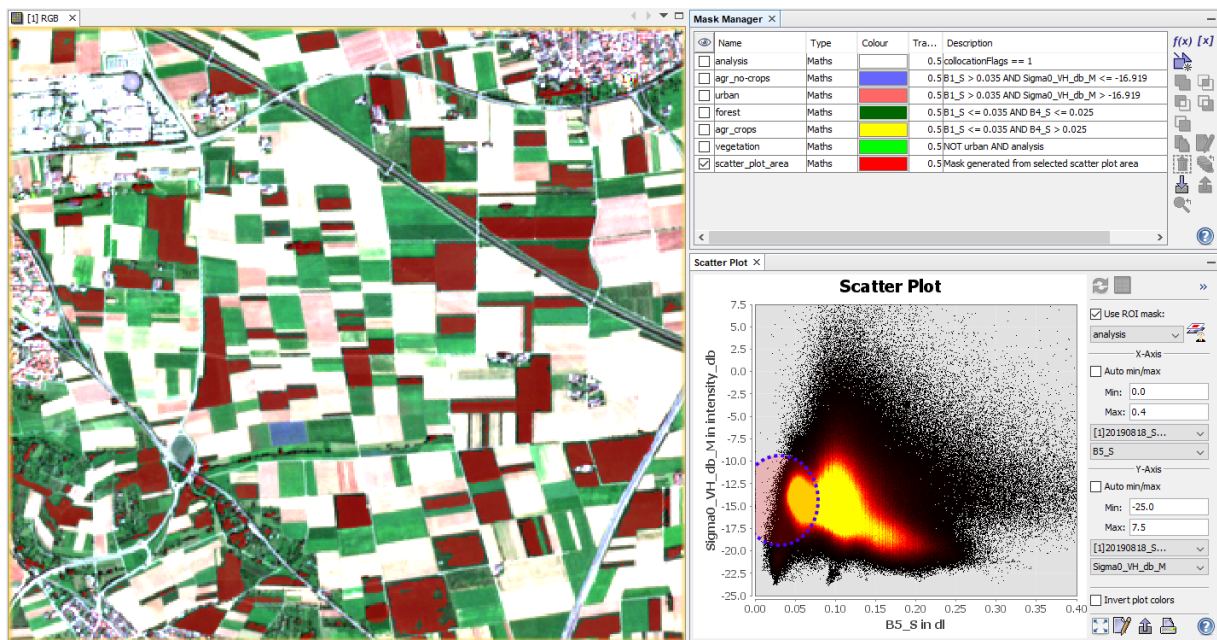 [1] RGB
Mask Manager
Name Type Colour Tra... Description
analysis Maths 0.5 collocationFlags == 1
agr_no-crops Maths 0.5 B1_S > 0.035 AND Sigma0_VH_db_M <= -16.919
urban Maths 0.5 B1_S > 0.035 AND Sigma0_VH_db_M > -16.919
forest Maths 0.5 B1_S <= 0.035 AND B4_S <= 0.025
agr_crops Maths 0.5 B1_S <= 0.035 AND B4_S > 0.025
vegetation Maths 0.5 NOT urban AND analysis
scatter_plot_area Maths 0.5 Mask generated from selected scatter plot area
f(x) [x]
Scatter Plot
Scatter Plot
7.5
5.0
2.5
0.0
-2.5
-5.0
-7.5
-10.0
-12.5
-15.0
-17.5
-20.0
-22.5
-25.0
Sigma0_VH_db_M in intensity_db
0.00 0.05 0.10 0.15 0.20 0.25 0.30 0.35 0.40
B5_S in dl
Use ROI mask:
analysis
X-Axis
Auto min/max
Min: 0.0
Max: 0.4
[1]20190818_S...
B5_S
Y-Axis
Auto min/max
Min: -25.0
Max: 7.5
[1]20190818_S...
Sigma0_VH_db_M
Invert plot colors